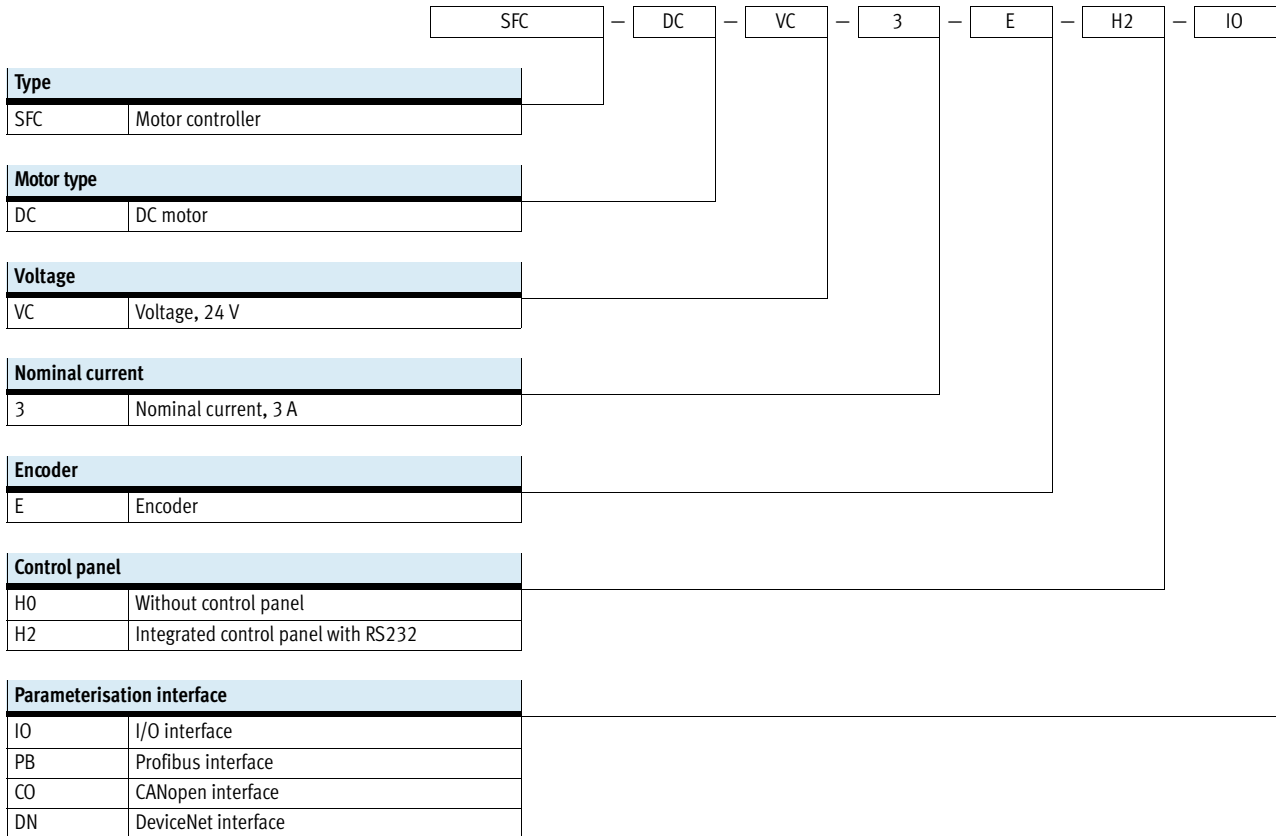 SFC – DC – VC – 3 – E – H2 – IO
Type
SFC Motor controller
Motor type
DC DC motor
Voltage
VC Voltage, 24 V
Nominal current
3 Nominal current, 3 A
Encoder
E Encoder
Control panel
H0 Without control panel
H2 Integrated control panel with RS232
Parameterisation interface
IO I/O interface
PB Profibus interface
CO CANopen interface
DN DeviceNet interface